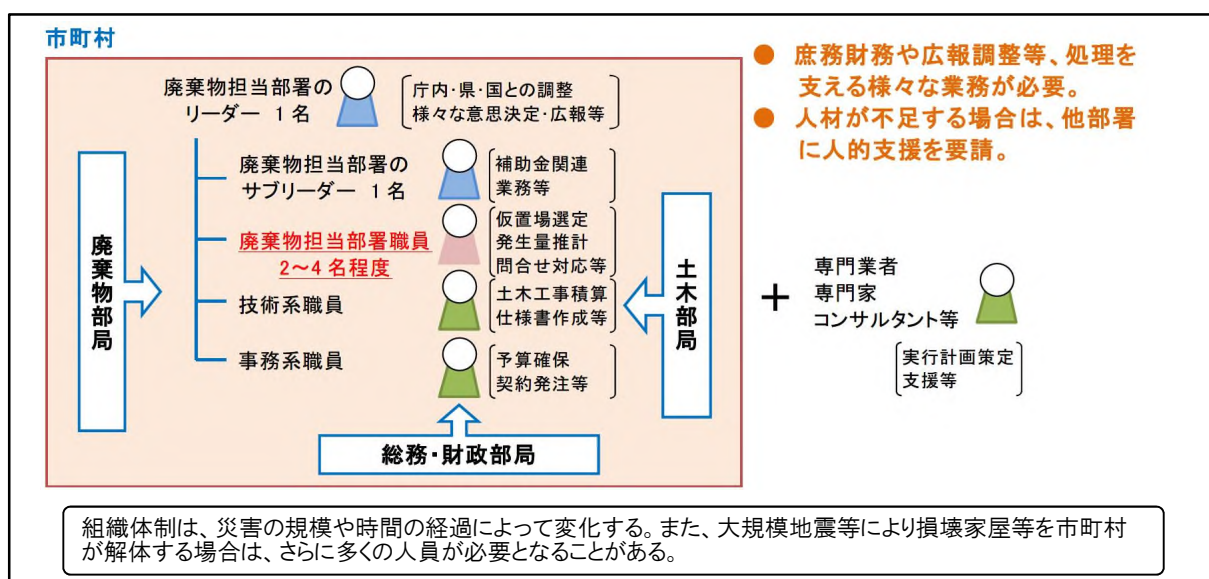 市町村
廃棄物担当部署の
リーダー 1名
庁内・県・国との調整
様々な意思決定・広報等
廃棄物担当部署の
サブリーダー 1名
補助金関連
業務等
廃棄物担当部署職員
2～4名程度
仮置場選定
発生量推計
問合せ対応等
技術系職員
土木工事積算
仕様書作成等
事務系職員
予算確保
契約発注等
廃棄物部局
土木部局
総務・財政部局
● 庶務財務や広報調整等、処理を
支える様々な業務が必要。
● 人材が不足する場合は、他部署
に人的支援を要請。
＋
専門業者
専門家
コンサルタント等
実行計画策定
支援等
組織体制は、災害の規模や時間の経過によって変化する。また、大規模地震等により損壊家屋等を市町村
が解体する場合は、さらに多くの人員が必要となることがある。